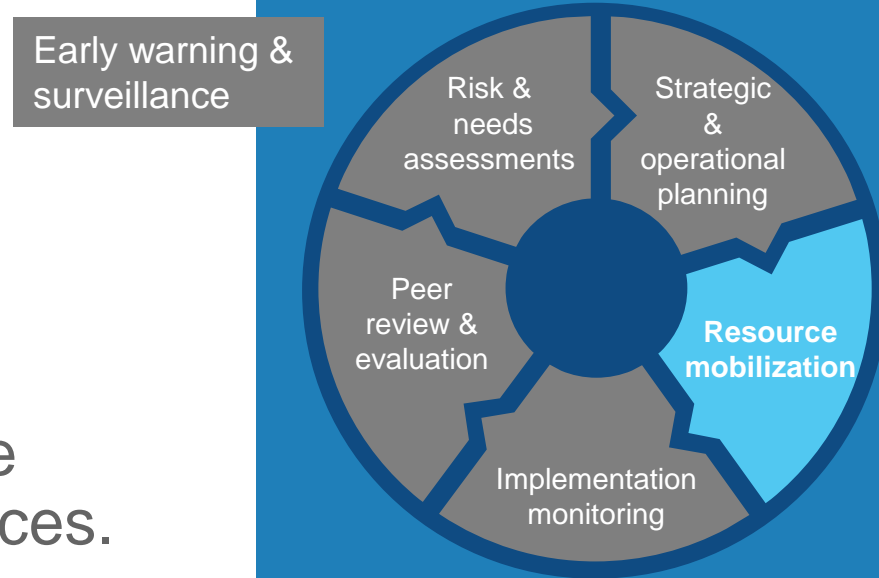 Early warning &
surveillance
Risk &
needs
assessments
Strategic
&
operational
planning
Peer
review &
evaluation
Resource
mobilization
Implementation
monitoring